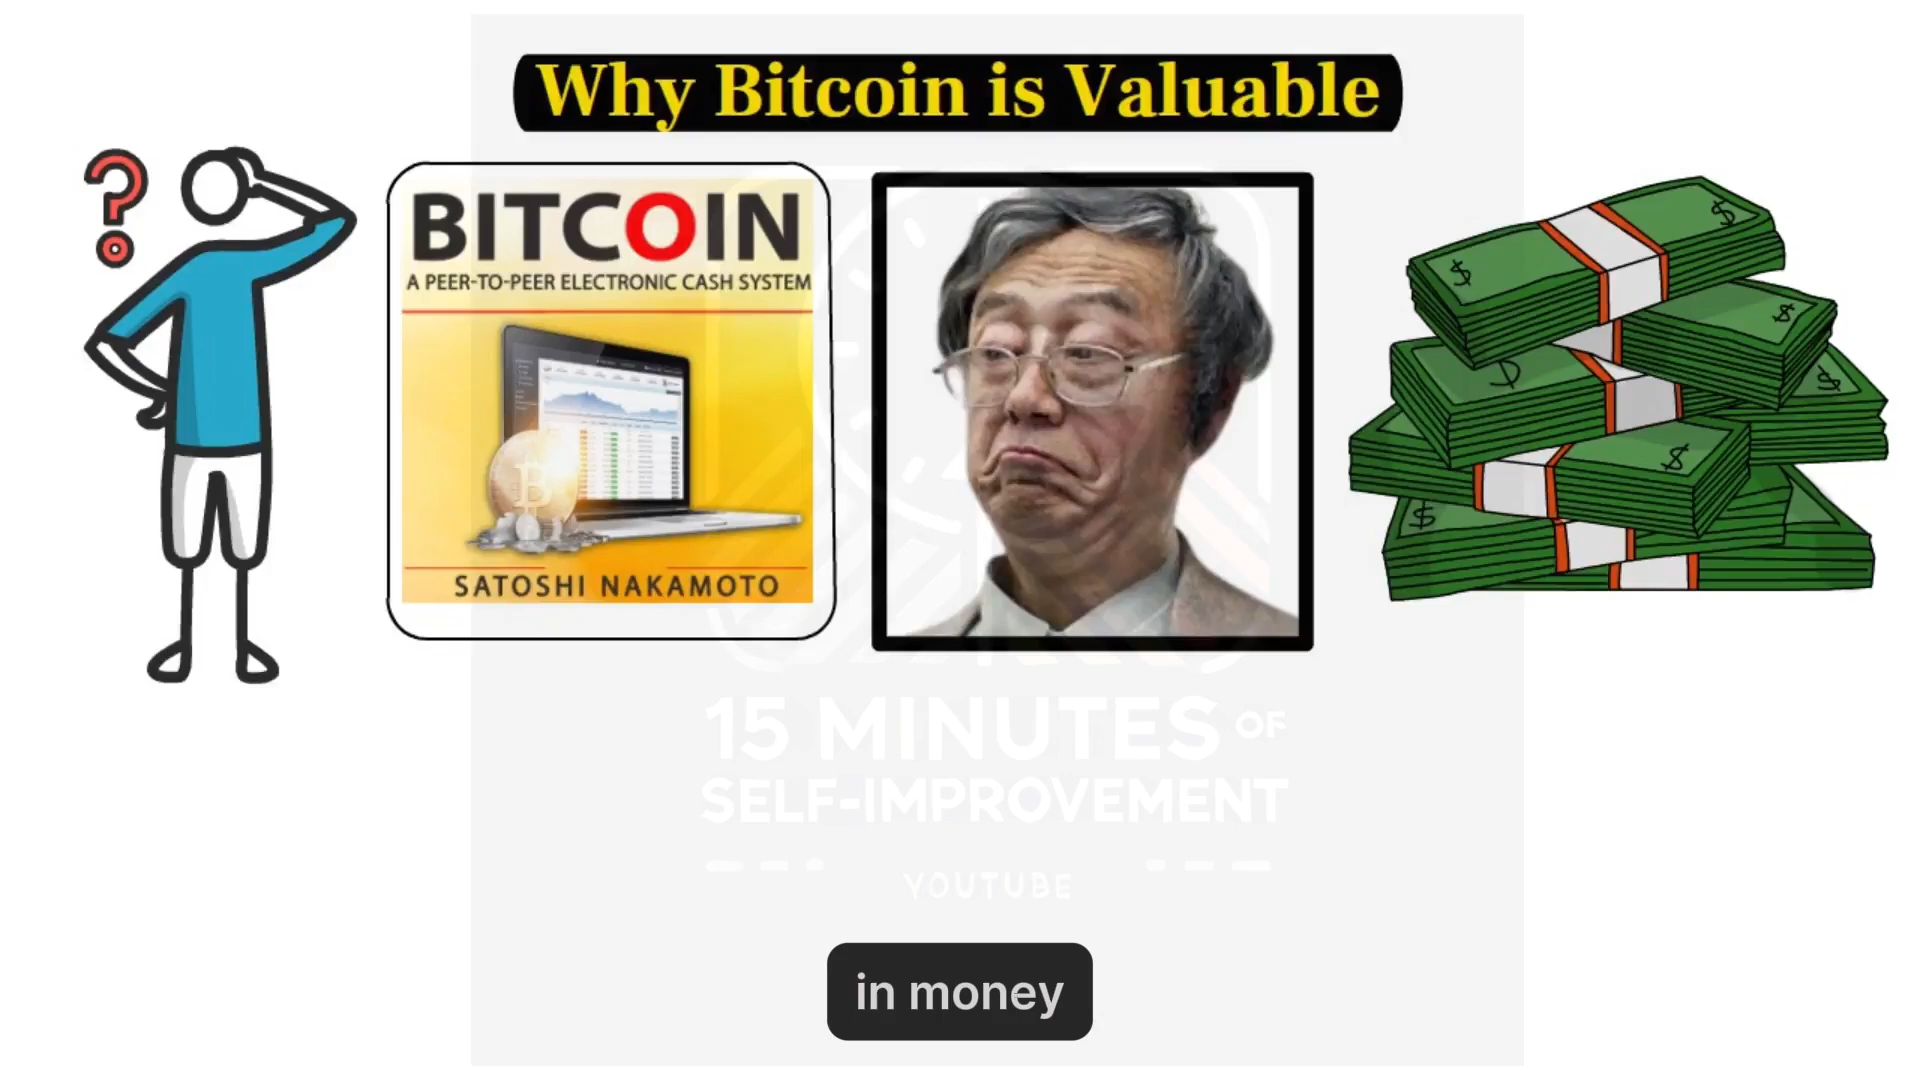 Why Bitcoin is Valuable
BITCOIN
A PEER-TO-PEER ELECTRONIC CASH SYSTEM
SATOSHI NAKAMOTO
15 MINUTES OF
SELF-IMPROVEMENT
YOUTUBE
in money